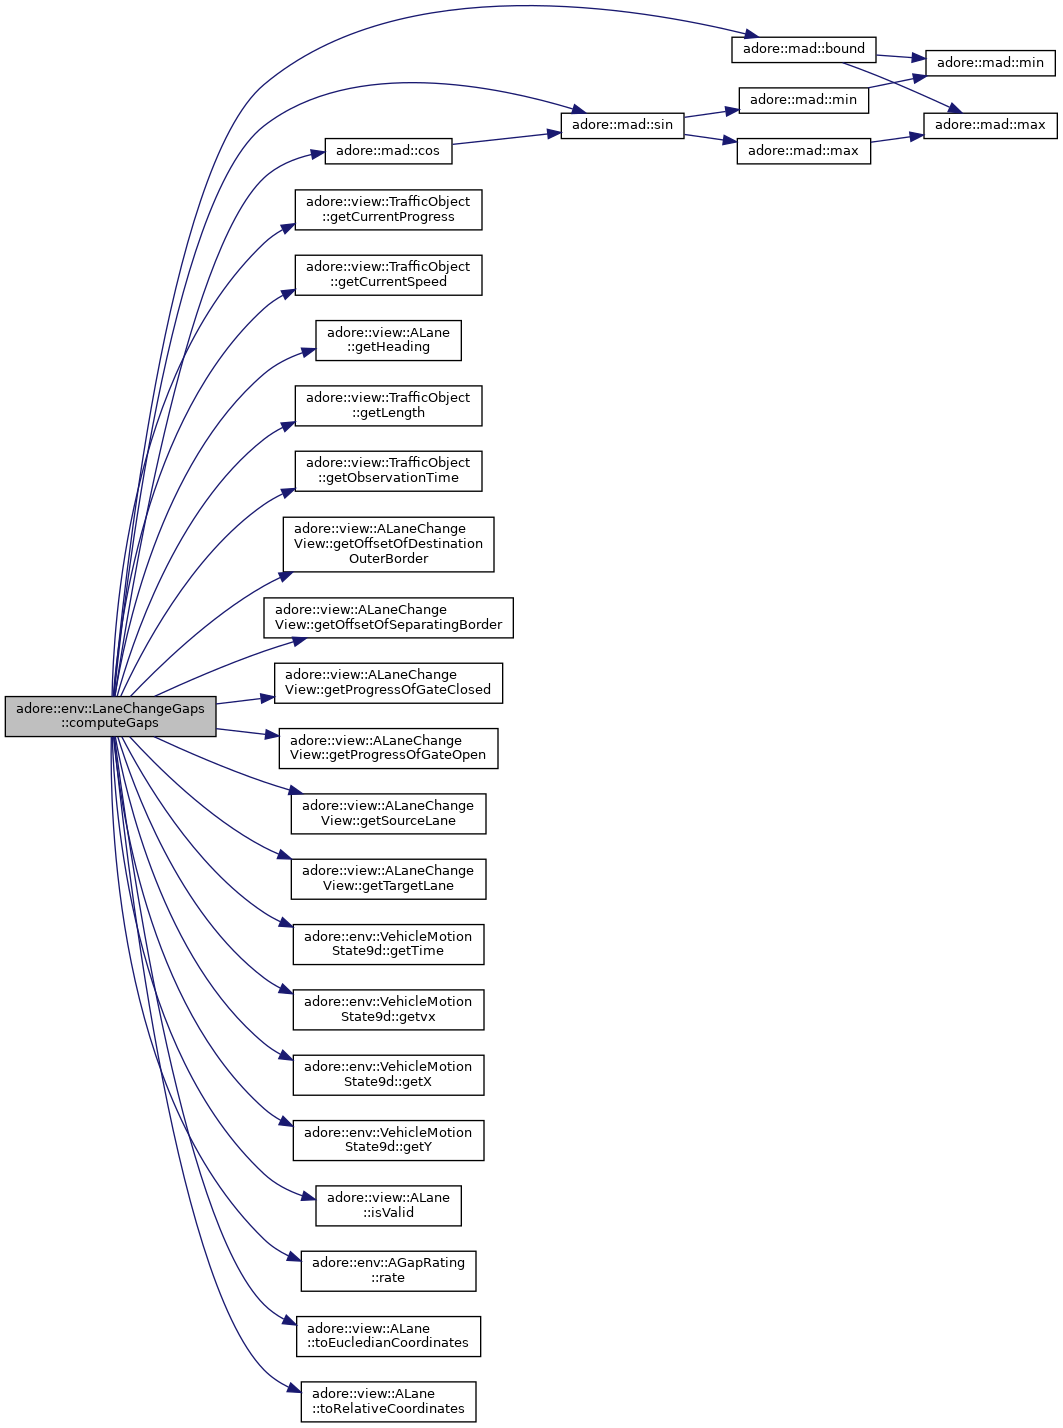 adore::mad::bound
adore::mad::min
adore::mad::min
adore::mad::sin
adore::mad::max
adore::mad::cos
adore::mad::max
adore::view::TrafficObject
::getCurrentProgress
adore::view::TrafficObject
::getCurrentSpeed
adore::view::ALane
::getHeading
adore::view::TrafficObject
::getLength
adore::view::TrafficObject
::getObservationTime
adore::view::ALaneChange
View::getOffsetOfDestination
OuterBorder
adore::view::ALaneChange
View::getOffsetOfSeparatingBorder
adore::view::ALaneChange
View::getProgressOfGateClosed
adore::env::LaneChangeGaps
::computeGaps
adore::view::ALaneChange
View::getProgressOfGateOpen
adore::view::ALaneChange
View::getSourceLane
adore::view::ALaneChange
View::getTargetLane
adore::env::VehicleMotion
State9d::getTime
adore::env::VehicleMotion
State9d::getvx
adore::env::VehicleMotion
State9d::getX
adore::env::VehicleMotion
State9d::getY
adore::view::ALane
::isValid
adore::env::AGapRating
::rate
adore::view::ALane
::toEucledianCoordinates
adore::view::ALane
::toRelativeCoordinates